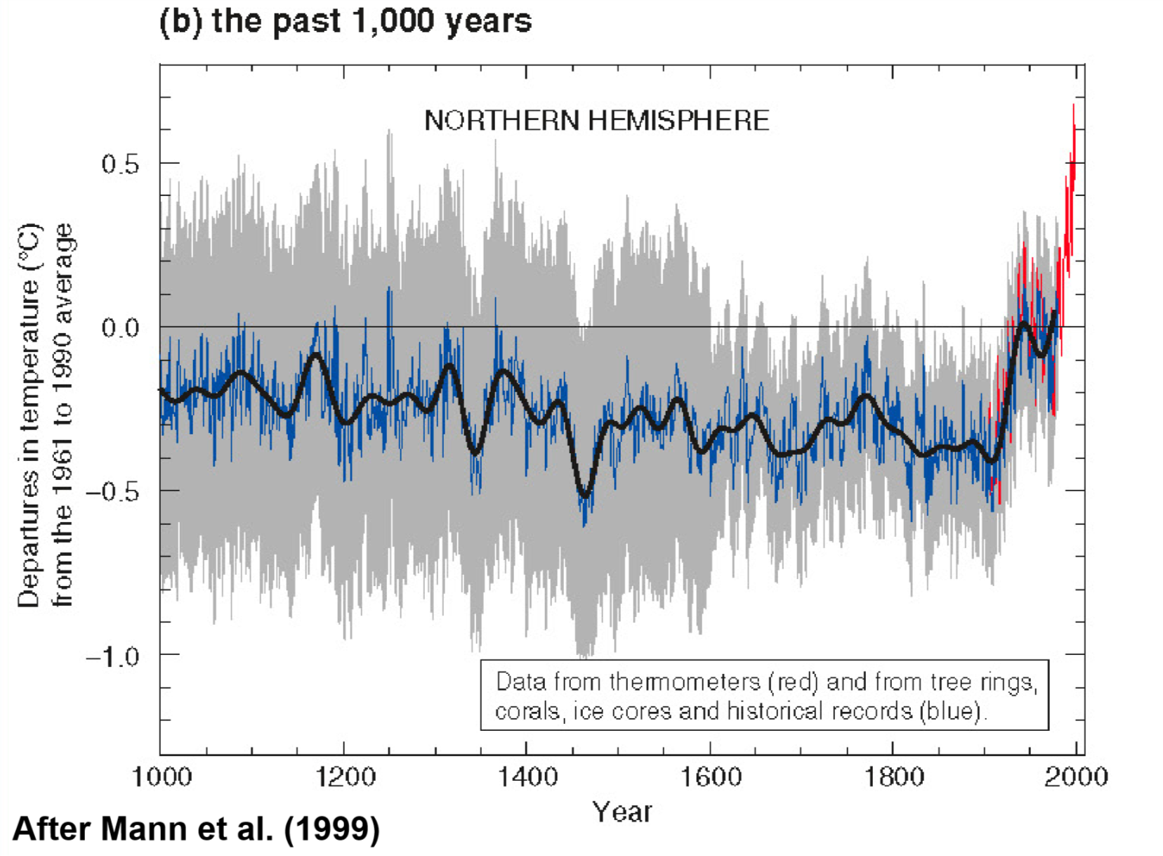 (b) the past 1,000 years
NORTHERN HEMISPHERE
Departures in temperature (°C)
from the 1961 to 1990 average
0.5
0.0
−0.5
−1.0
Data from thermometers (red) and from tree rings,
corals, ice cores and historical records (blue).
1000 1200 1400 1600 1800 2000
Year
After Mann et al. (1999)